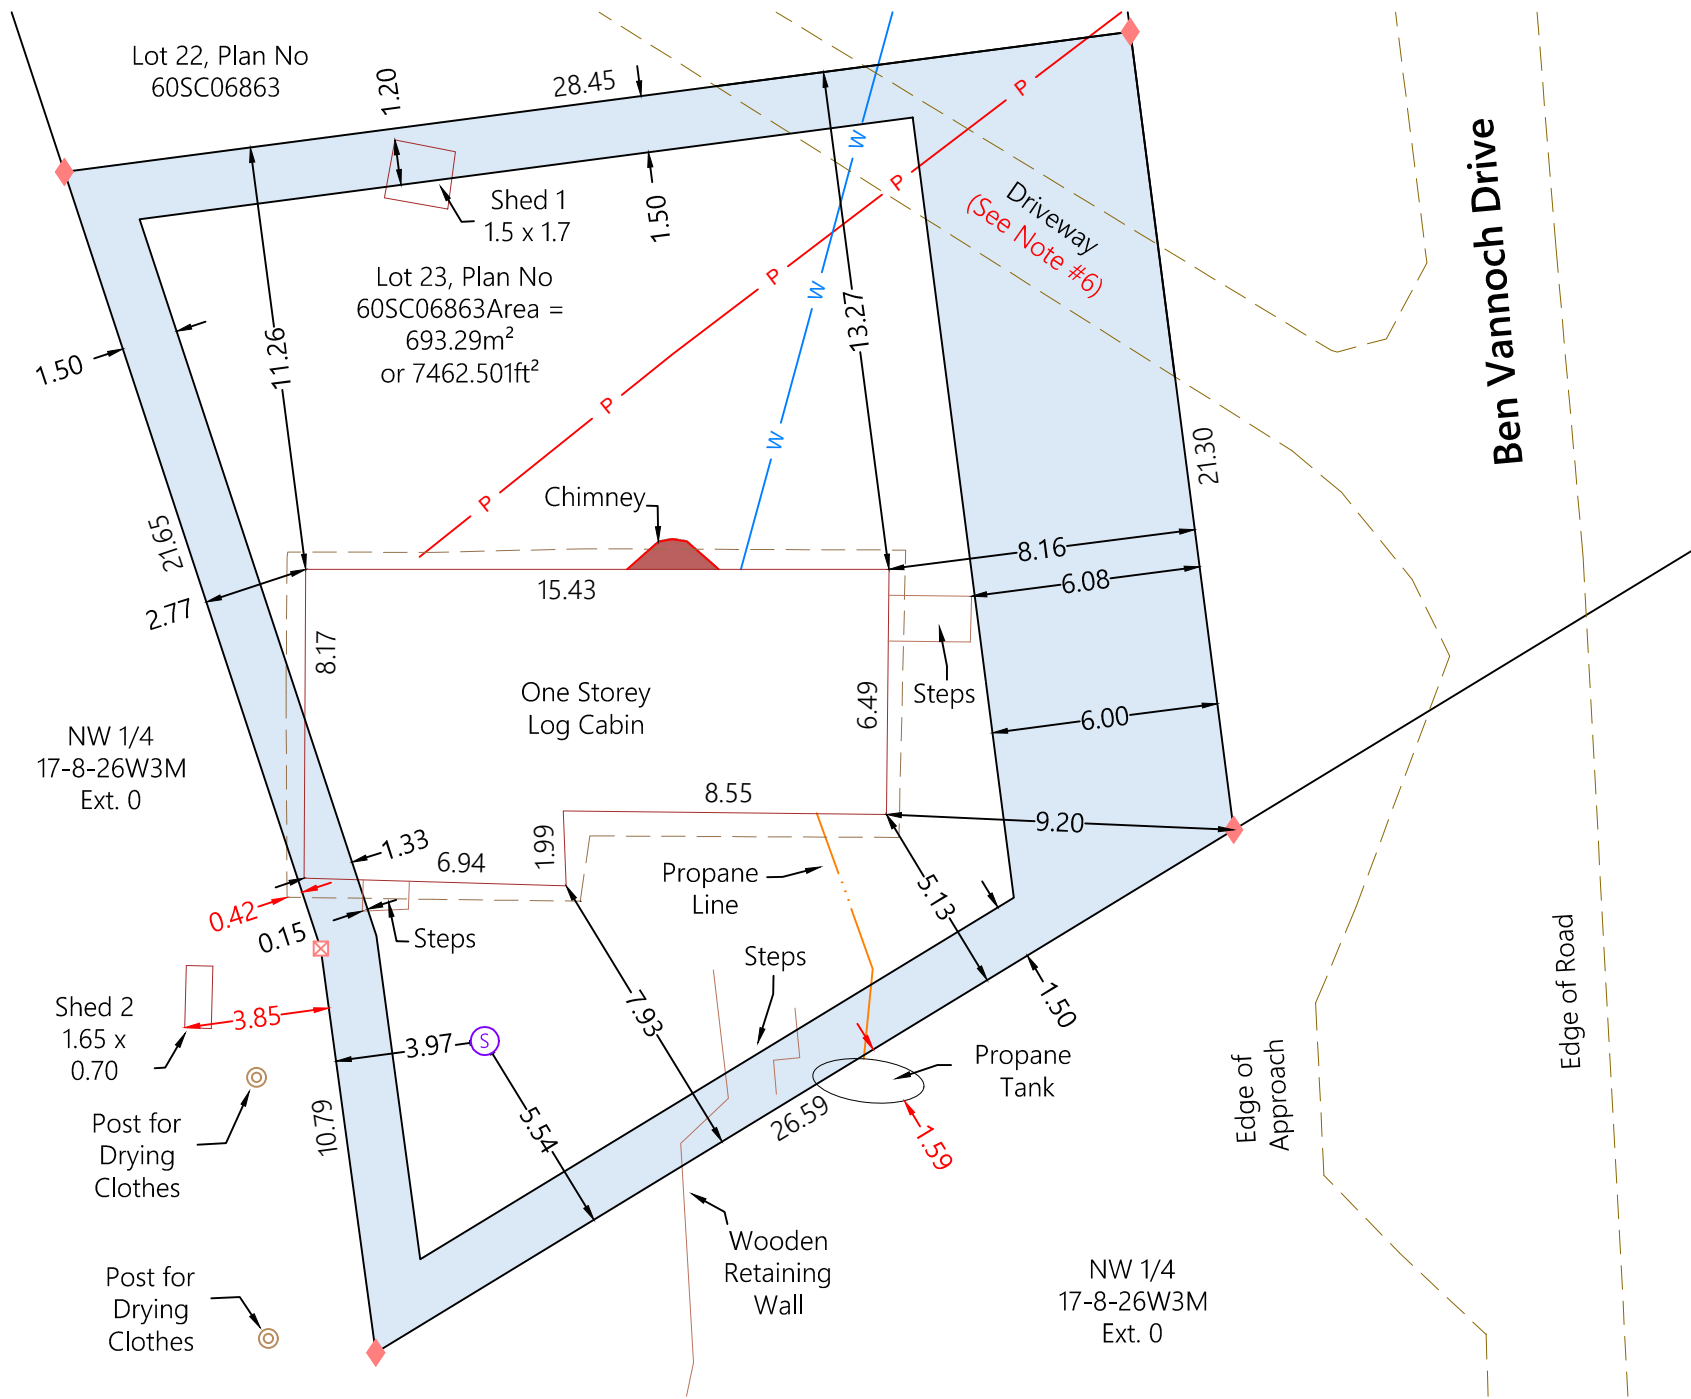 Lot 22, Plan No
60SC06863
1.20
28.45
P
W
Ben Vannoch Drive
Driveway
(See Note #6)
P
Shed 1
1.5 x 1.7
1.50
Lot 23, Plan No
60SC06863Area =
693.29m²
or 7462.501ft²
P
W
13.27
11.26
1.50
P
W
21.30
P
Chimney
21.65
8.16
6.08
15.43
2.77
8.17
6.49
Steps
One Storey
Log Cabin
6.00
NW 1/4
17-8-26W3M
Ext. 0
8.55
9.20
1.33
6.94
1.99
Propane
Line
5.13
0.42
0.15
Steps
Steps
Edge of Road
Shed 2
1.65 x
0.70
3.85
3.97
S
7.93
1.50
Propane
Tank
Edge of
Approach
10.79
5.54
26.59
1.59
Post for
Drying
Clothes
Wooden
Retaining
Wall
Post for
Drying
Clothes
NW 1/4
17-8-26W3M
Ext. 0